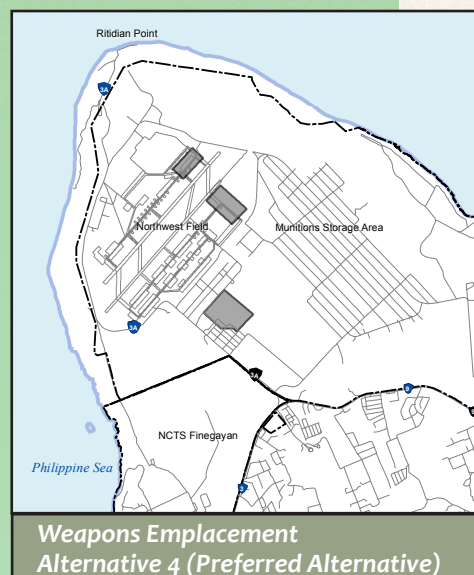 Ritidian Point
3A
Northwest Field
Munitions Storage Area
3A
3A
9
NCTS Finegayan
3
Philippine Sea
Weapons Emplacement
Alternative 4 (Preferred Alternative)